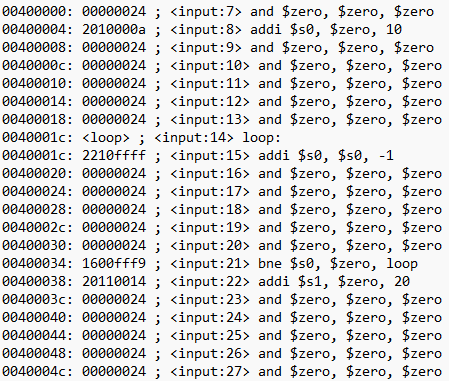 00400000: 00000024 ; <input:7> and $zero, $zero, $zero
00400004: 2010000a ; <input:8> addi $s0, $zero, 10
00400008: 00000024 ; <input:9> and $zero, $zero, $zero
0040000c: 00000024 ; <input:10> and $zero, $zero, $zero
00400010: 00000024 ; <input:11> and $zero, $zero, $zero
00400014: 00000024 ; <input:12> and $zero, $zero, $zero
00400018: 00000024 ; <input:13> and $zero, $zero, $zero
0040001c: <loop> ; <input:14> loop:
0040001c: 2210ffff ; <input:15> addi $s0, $s0, -1
00400020: 00000024 ; <input:16> and $zero, $zero, $zero
00400024: 00000024 ; <input:17> and $zero, $zero, $zero
00400028: 00000024 ; <input:18> and $zero, $zero, $zero
0040002c: 00000024 ; <input:19> and $zero, $zero, $zero
00400030: 00000024 ; <input:20> and $zero, $zero, $zero
00400034: 1600fff9 ; <input:21> bne $s0, $zero, loop
00400038: 20110014 ; <input:22> addi $s1, $zero, 20
0040003c: 00000024 ; <input:23> and $zero, $zero, $zero
00400040: 00000024 ; <input:24> and $zero, $zero, $zero
00400044: 00000024 ; <input:25> and $zero, $zero, $zero
00400048: 00000024 ; <input:26> and $zero, $zero, $zero
0040004c: 00000024 ; <input:27> and $zero, $zero, $zero